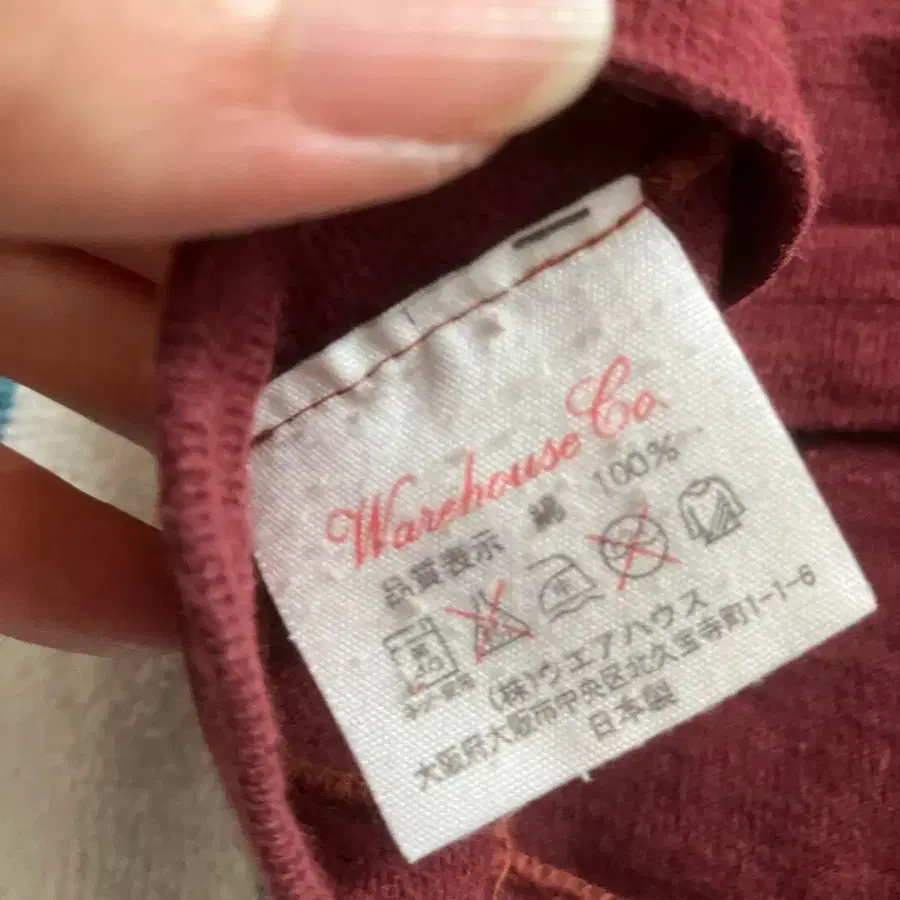 Warehouse Co.
品質表示 綿 100%
40
(株)ウエアハウス
大阪府大阪市中央区北久宝寺町1-1-6
日本製